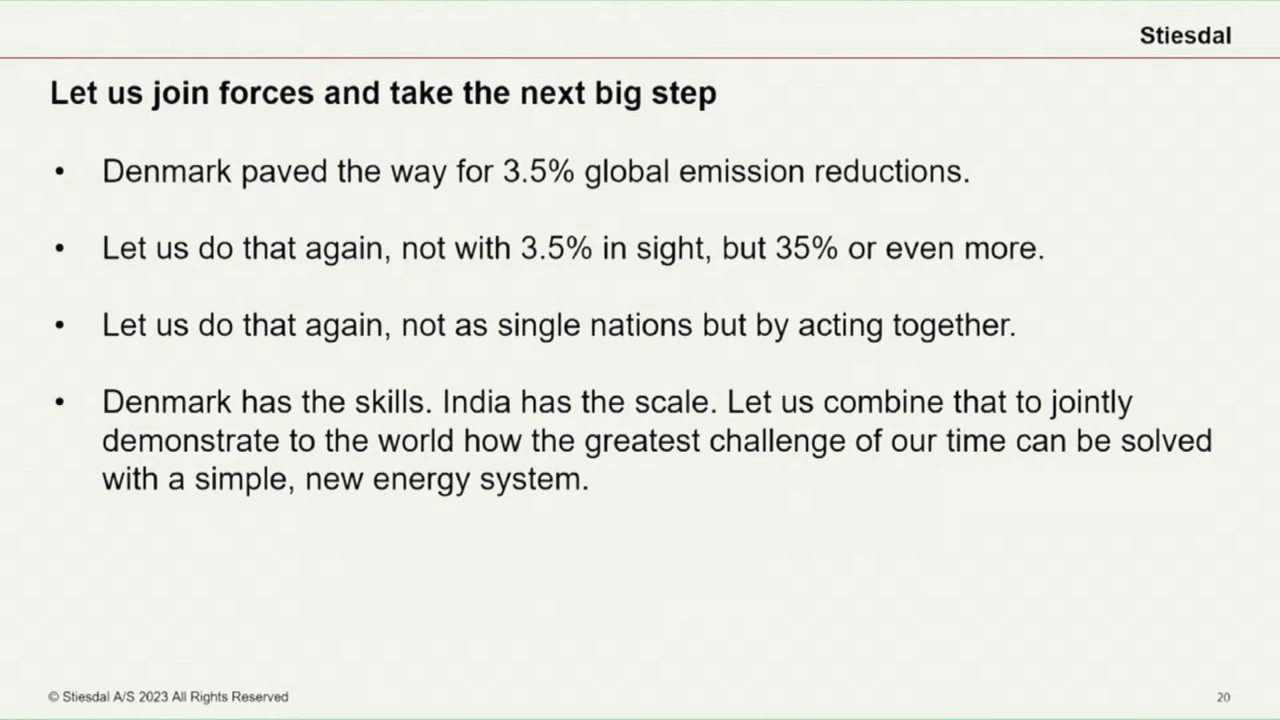 Stiesdal
Let us join forces and take the next big step
• Denmark paved the way for 3.5% global emission reductions.
• Let us do that again, not with 3.5% in sight, but 35% or even more.
• Let us do that again, not as single nations but by acting together.
• Denmark has the skills. India has the scale. Let us combine that to jointly
demonstrate to the world how the greatest challenge of our time can be solved
with a simple, new energy system.
© Stiesdal A/S 2023 All Rights Reserved
20